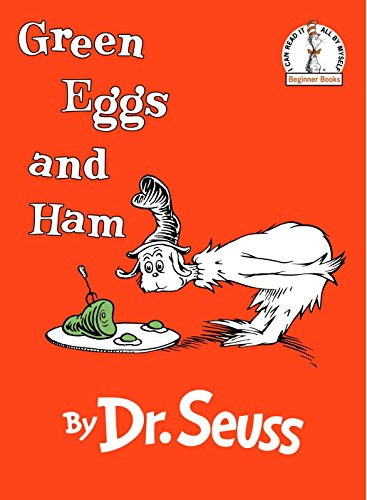 Green
Eggs
and
Ham
I CAN READ IT ALL BY MYSELF
Beginner Books
By Dr. Seuss